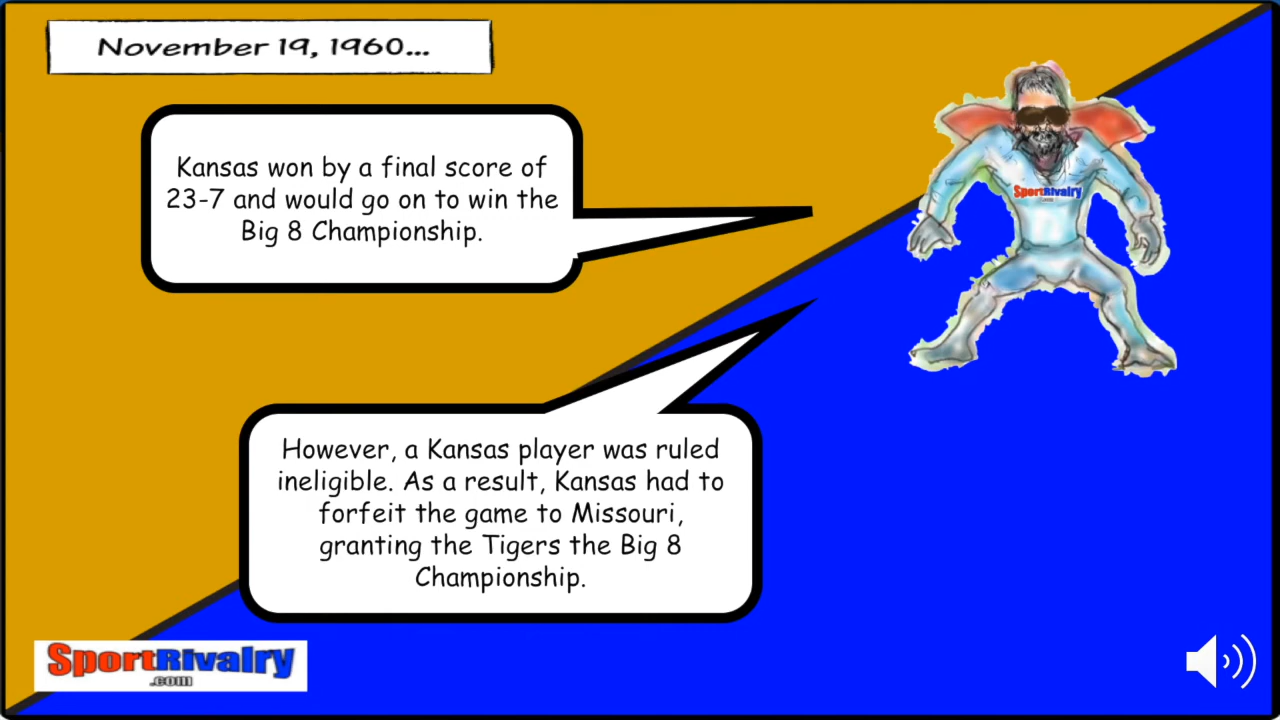 November 19, 1960...
Kansas won by a final score of
23-7 and would go on to win the
Big 8 Championship.
SportRivalry
.com
However, a Kansas player was ruled
ineligible. As a result, Kansas had to
forfeit the game to Missouri,
granting the Tigers the Big 8
Championship.
SportRivalry
.com